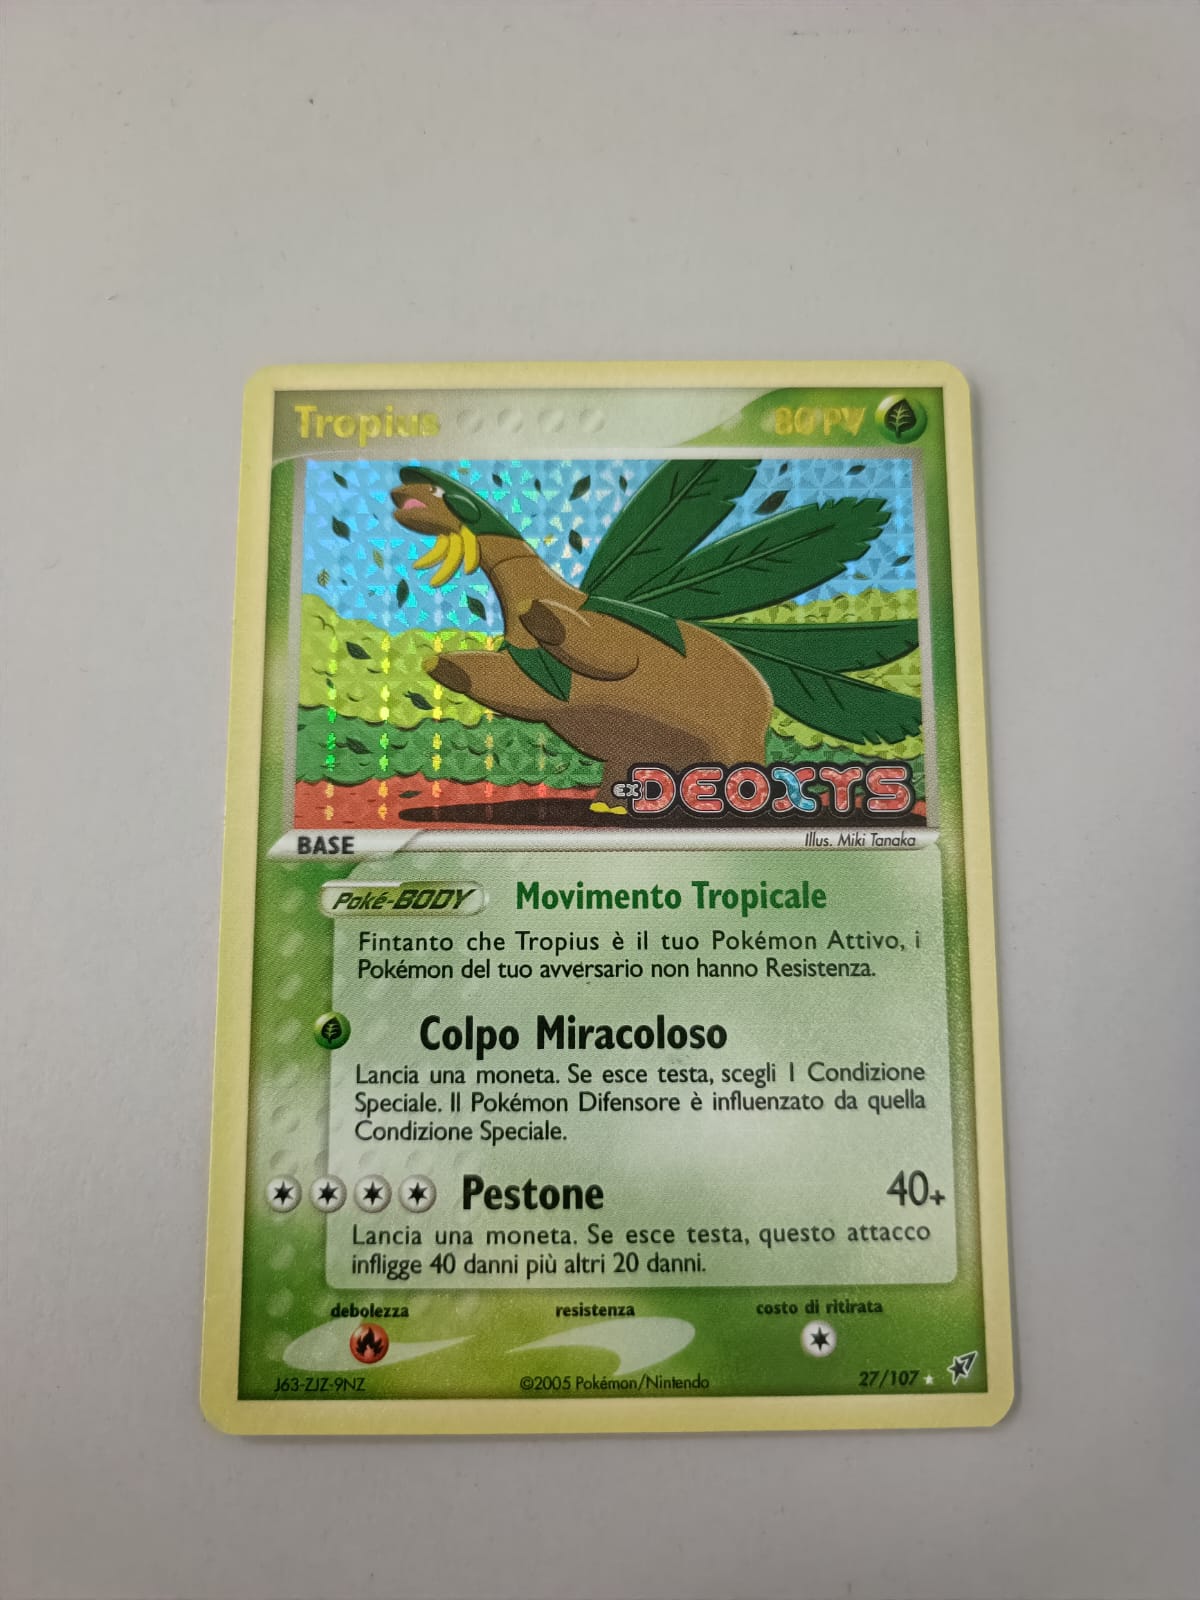 Tropius
80 PV
EX DEOXYS
BASE
Illus. Miki Tanaka
Poké-BODY Movimento Tropicale
Fintanto che Tropius è il tuo Pokémon Attivo, i
Pokémon del tuo avversario non hanno Resistenza.
Colpo Miracoloso
Lancia una moneta. Se esce testa, scegli 1 Condizione
Speciale. Il Pokémon Difensore è influenzato da quella
Condizione Speciale.
Pestone 40+
Lancia una moneta. Se esce testa, questo attacco
infligge 40 danni più altri 20 danni.
debolezza resistenza costo di ritirata
J63-ZJZ-9NZ ©2005 Pokémon/Nintendo 27/107